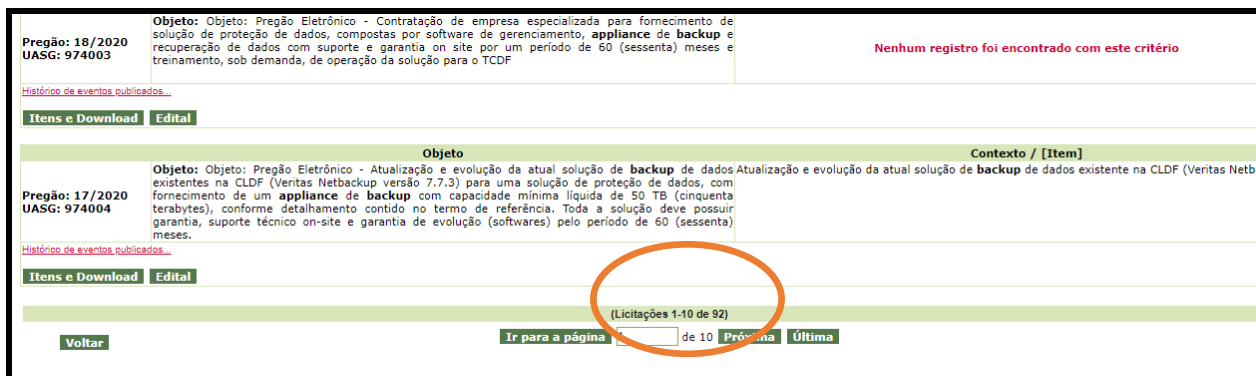 Objeto: Objeto: Pregão Eletrônico - Contratação de empresa especializada para fornecimento de
solução de proteção de dados, compostas por software de gerenciamento, appliance de backup e
recuperação de dados com suporte e garantia on site por um período de 60 (sessenta) meses e
treinamento, sob demanda, de operação da solução para o TCDF
Pregão: 18/2020
UASG: 974003
Nenhum registro foi encontrado com este critério
Histórico de eventos publicados...
Itens e Download Edital
Objeto Contexto / [Item]
Pregão: 17/2020
UASG: 974004
Objeto: Objeto: Pregão Eletrônico - Atualização e evolução da atual solução de backup de dados
existentes na CLDF (Veritas Netbackup versão 7.7.3) para uma solução de proteção de dados, com
fornecimento de um appliance de backup com capacidade mínima líquida de 50 TB (cinquenta
terabytes), conforme detalhamento contido no termo de referência. Toda a solução deve possuir
garantia, suporte técnico on-site e garantia de evolução (softwares) pelo período de 60 (sessenta)
meses.
Atualização e evolução da atual solução de backup de dados existente na CLDF (Veritas Netb
Histórico de eventos publicados...
Itens e Download Edital
(Licitações 1-10 de 92)
Voltar
Ir para a página de 10 Próxima Última